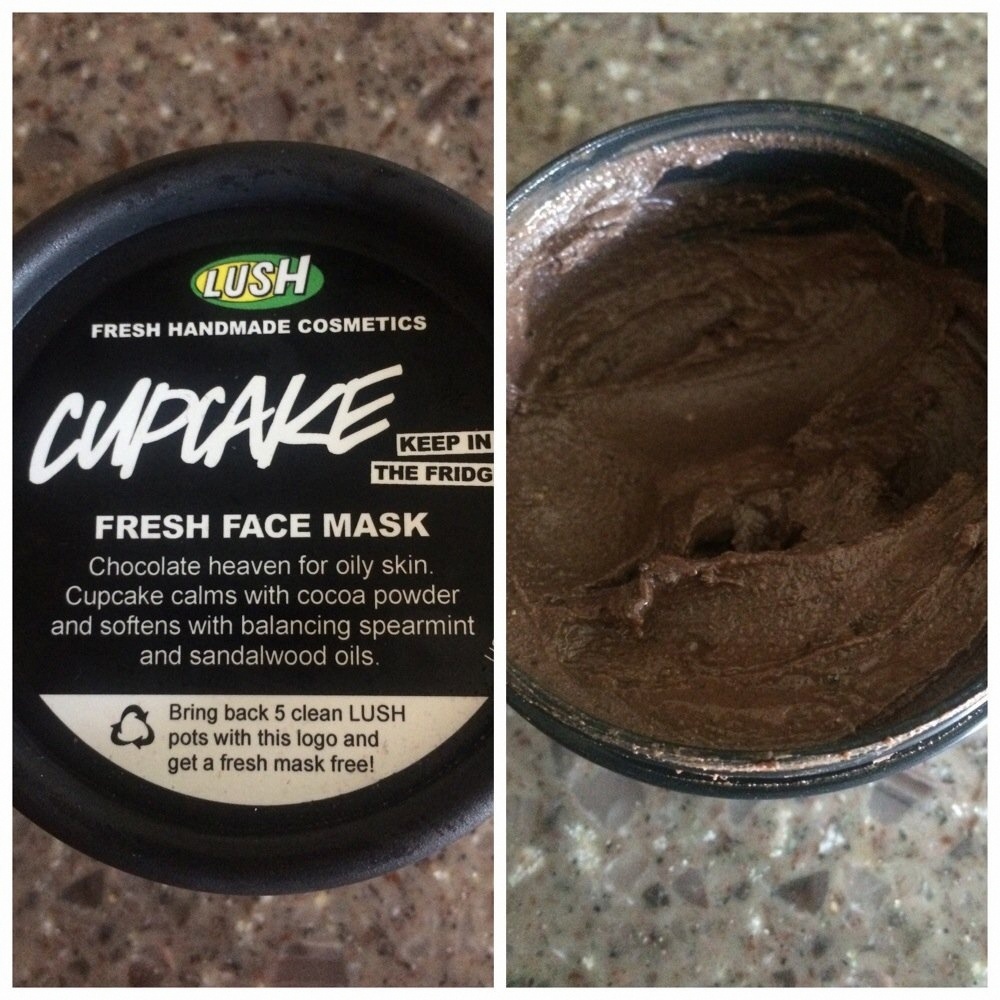 LUSH
FRESH HANDMADE COSMETICS
CUPCAKE
KEEP IN
THE FRIDG
FRESH FACE MASK
Chocolate heaven for oily skin.
Cupcake calms with cocoa powder
and softens with balancing spearmint
and sandalwood oils.
Bring back 5 clean LUSH
pots with this logo and
get a fresh mask free!